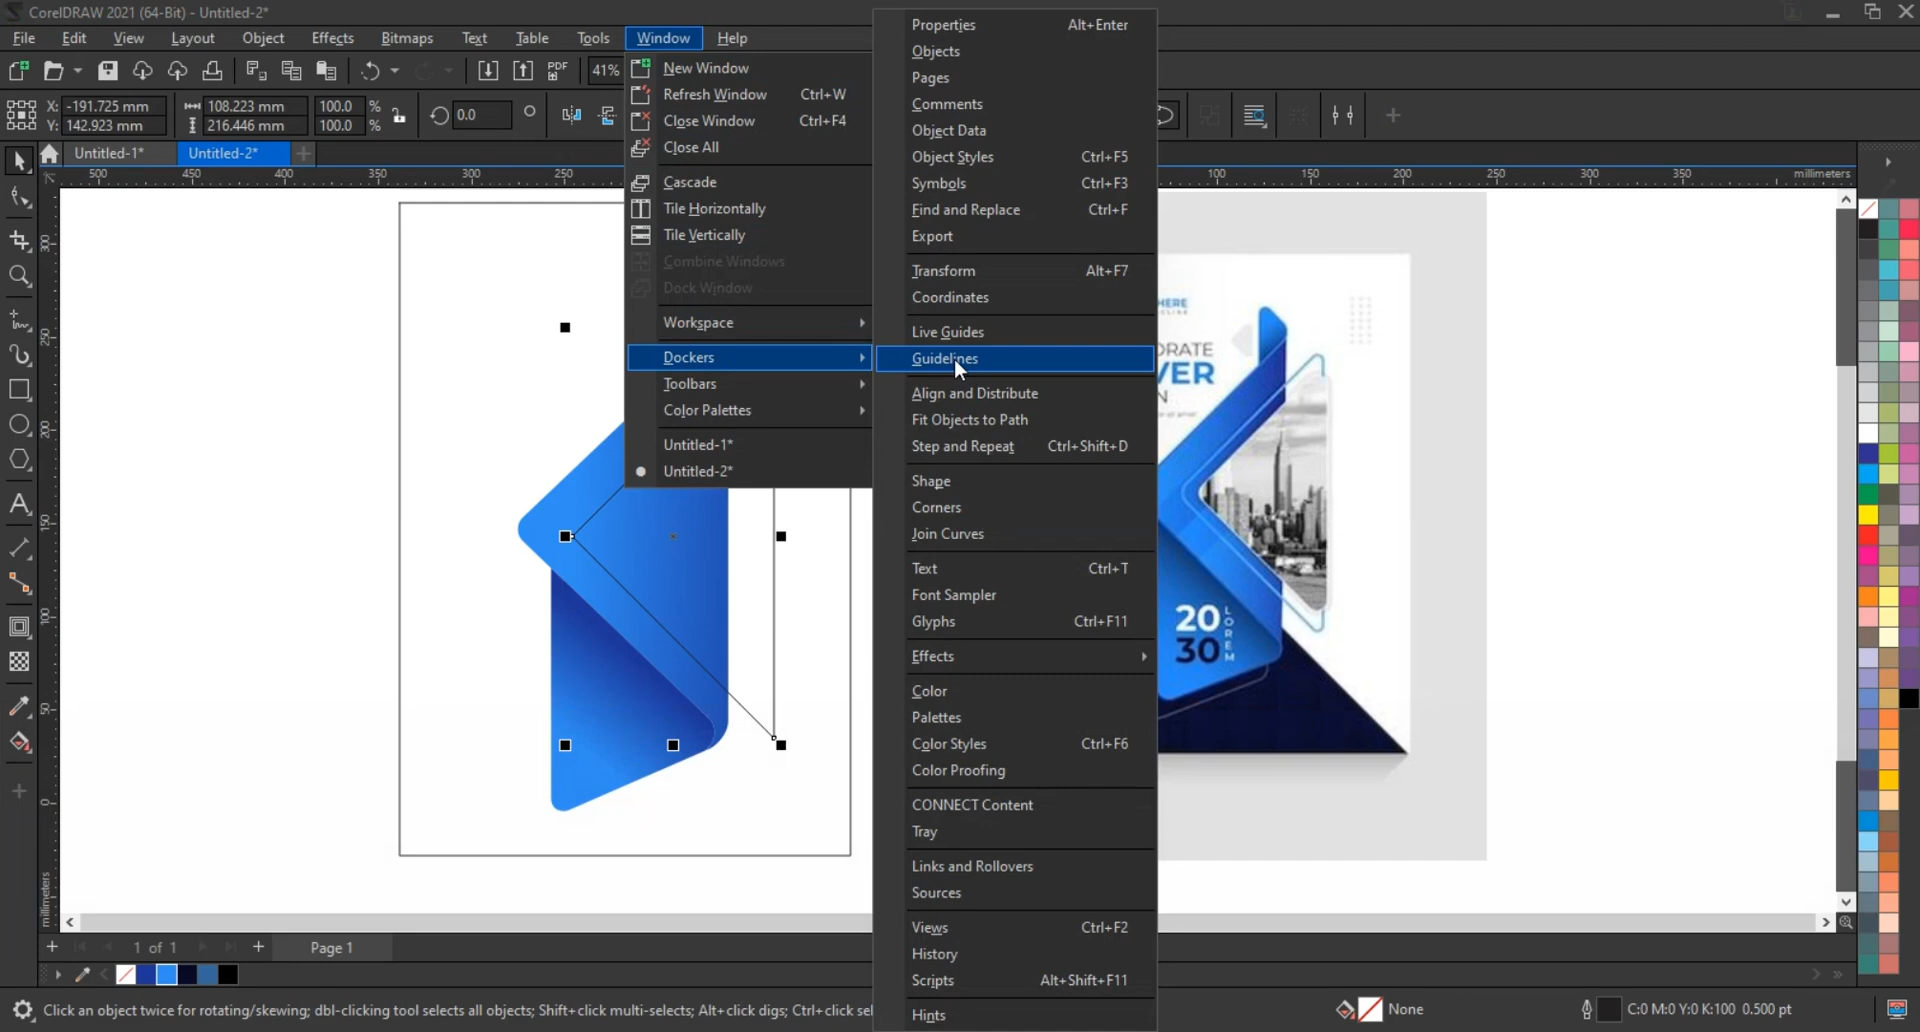 CorelDRAW 2021 (64-Bit) - Untitled-2*
File Edit View Layout Object Effects Bitmaps Text Table Tools Window Help
PDF 41%
X: -191.725 mm 108.223 mm 100.0 % 0.0
Y: 142.923 mm 216.446 mm 100.0 %
Untitled-1* Untitled-2*
500 450 400 350 300 250 100 150 200 250 300 350 millimeters
300
250
200
150
100
50
0
millimeters
New Window
Refresh Window Ctrl+W
Close Window Ctrl+F4
Close All
Cascade
Tile Horizontally
Tile Vertically
Combine Windows
Dock Window
Workspace
Dockers
Toolbars
Color Palettes
Untitled-1*
Untitled-2*
Properties Alt+Enter
Objects
Pages
Comments
Object Data
Object Styles Ctrl+F5
Symbols Ctrl+F3
Find and Replace Ctrl+F
Export
Transform Alt+F7
Coordinates
Live Guides
Guidelines
Align and Distribute
Fit Objects to Path
Step and Repeat Ctrl+Shift+D
Shape
Corners
Join Curves
Text Ctrl+T
Font Sampler
Glyphs Ctrl+F11
Effects
Color
Palettes
Color Styles Ctrl+F6
Color Proofing
CONNECT Content
Tray
Links and Rollovers
Sources
Views Ctrl+F2
History
Scripts Alt+Shift+F11
Hints
HERE
ORATE
VER
N
20
30
LOREM
1 of 1 Page 1
Click an object twice for rotating/skewing; dbl-clicking tool selects all objects; Shift+click multi-selects; Alt+click digs; Ctrl+click sel
None
C:0 M:0 Y:0 K:100 0.500 pt